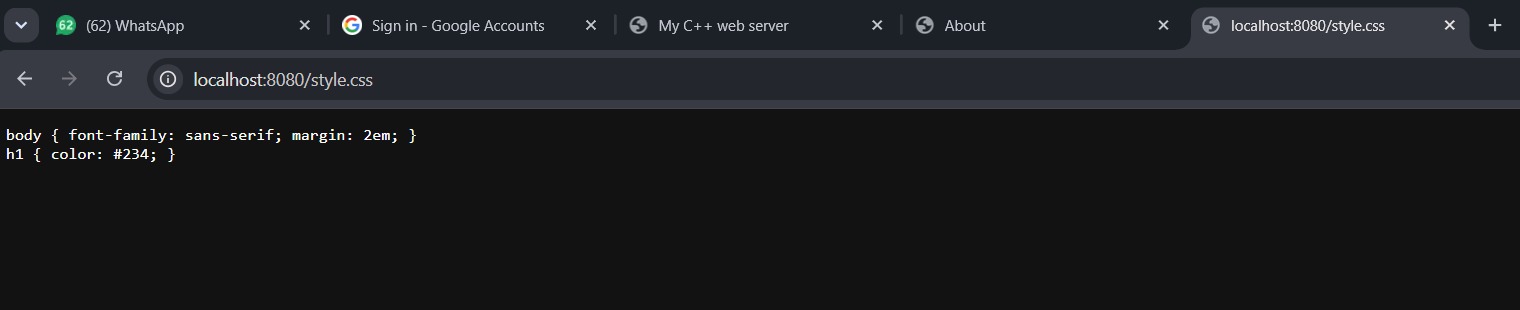 62 (62) WhatsApp Sign in - Google Accounts My C++ web server About localhost:8080/style.css
localhost:8080/style.css
body { font-family: sans-serif; margin: 2em; }
h1 { color: #234; }